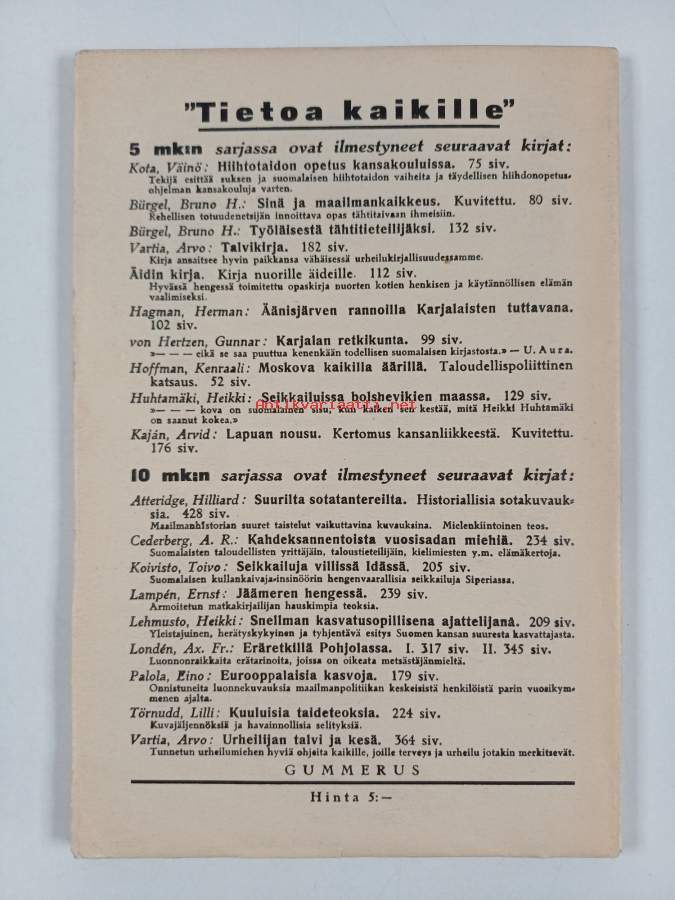 "Tietoa kaikille"
5 mk:n sarjassa ovat ilmestyneet seuraavat kirjat:
Kota, Väinö: Hiihtotaidon opetus kansakouluissa. 75 siv.
Tekijä esittää suksen ja suomalaisen hiihtotaidon vaiheita ja täydellisen hiihdonopetus-
ohjelman kansakouluja varten.
Bürgel, Bruno H.: Sinä ja maailmankaikkeus. Kuvitettu. 80 siv.
Rehellisen totuudenetsijän innoittava opas tähtitaivaan ihmeisiin.
Bürgel, Bruno H.: Työläisestä tähtitieteilijäksi. 132 siv.
Vartia, Arvo: Talvikirja. 182 siv.
Kirja ansaitsee hyvin paikkansa vähäisessä urheilukirjallisuudessamme.
Äidin kirja. Kirja nuorille äideille. 112 siv.
Hyvässä hengessä toimitettu opaskirja nuorten kotien henkisen ja käytännöllisen elämän
vaalimiseksi.
Hagman, Herman: Äänisjärven rannoilla Karjalaisten tuttavana.
102 siv.
von Hertzen, Gunnar: Karjalan retkikunta. 99 siv.
»— — — eikä se saa puuttua kenenkään todellisen suomalaisen kirjastosta.» — U. Aura.
Hoffman, Kenraali: Moskova kaikilla äärillä. Taloudellispoliittinen
katsaus. 52 siv.
Huhtamäki, Heikki: Seikkailuissa bolshevikien maassa. 129 siv.
»— — — kova on suomalainen sisu, kun kaiken sen kestää, mitä Heikki Huhtamäki
on saanut kokea.»
Antikvariaatti.net
Kaján, Arvid: Lapuan nousu. Kertomus kansanliikkeestä. Kuvitettu.
176 siv.
10 mk:n sarjassa ovat ilmestyneet seuraavat kirjat:
Atteridge, Hilliard: Suurilta sotatantereilta. Historiallisia sotakuvauk-
sia. 428 siv.
MaailmanhIstorian suuret taistelut vaikuttavina kuvauksina. Mielenkiintoinen teos.
Cederberg, A. R.: Kahdeksannentoista vuosisadan miehiä. 234 siv.
Suomalaisten taloudellisten yrittäjäin, taloustieteilijäin, kielimiesten y.m. elämäkertoja.
Koivisto, Toivo: Seikkailuja villissä Idässä. 205 siv.
Suomalaisen kullankaivaja-insinöörin hengenvaarallisia seikkailuja Siperiassa.
Lampén, Ernst: Jäämeren hengessä. 239 siv.
Armoitetun matkakirjailijan hauskimpia teoksia.
Lehmusto, Heikki: Snellman kasvatusopillisena ajattelijana. 209 siv.
Yleistajuinen, herätyskykyinen ja tyhjentävä esitys Suomen kansan suuresta kasvattajasta.
Londén, Ax. Fr.: Eräretkillä Pohjolassa. I. 317 siv. II. 345 siv.
Luonnonraikkaita erätarinoita, joissa on oikeata metsästäjänmieltä.
Palola, Eino: Eurooppalaisia kasvoja. 179 siv.
Onnistuneita luonnekuvauksia maailmanpolitiikan keskeisistä henkilöistä parin vuosikym-
menen ajalta.
Törnudd, Lilli: Kuuluisia taideteoksia. 224 siv.
Kuvajäljennöksiä ja havainnollisia selityksiä.
Vartia, Arvo: Urheilijan talvi ja kesä. 364 siv.
Tunnetun urheilumiehen hyviä ohjeita kaikille, joille terveys ja urheilu jotakin merkitsevät.
GUMMERUS
Hinta 5:—